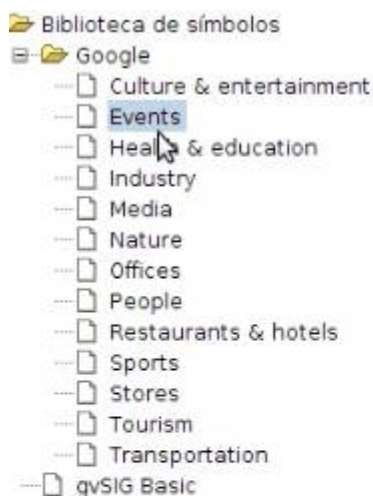 Biblioteca de símbolos
Google
Culture & entertainment
Events
Health & education
Industry
Media
Nature
Offices
People
Restaurants & hotels
Sports
Stores
Tourism
Transportation
gvSIG Basic